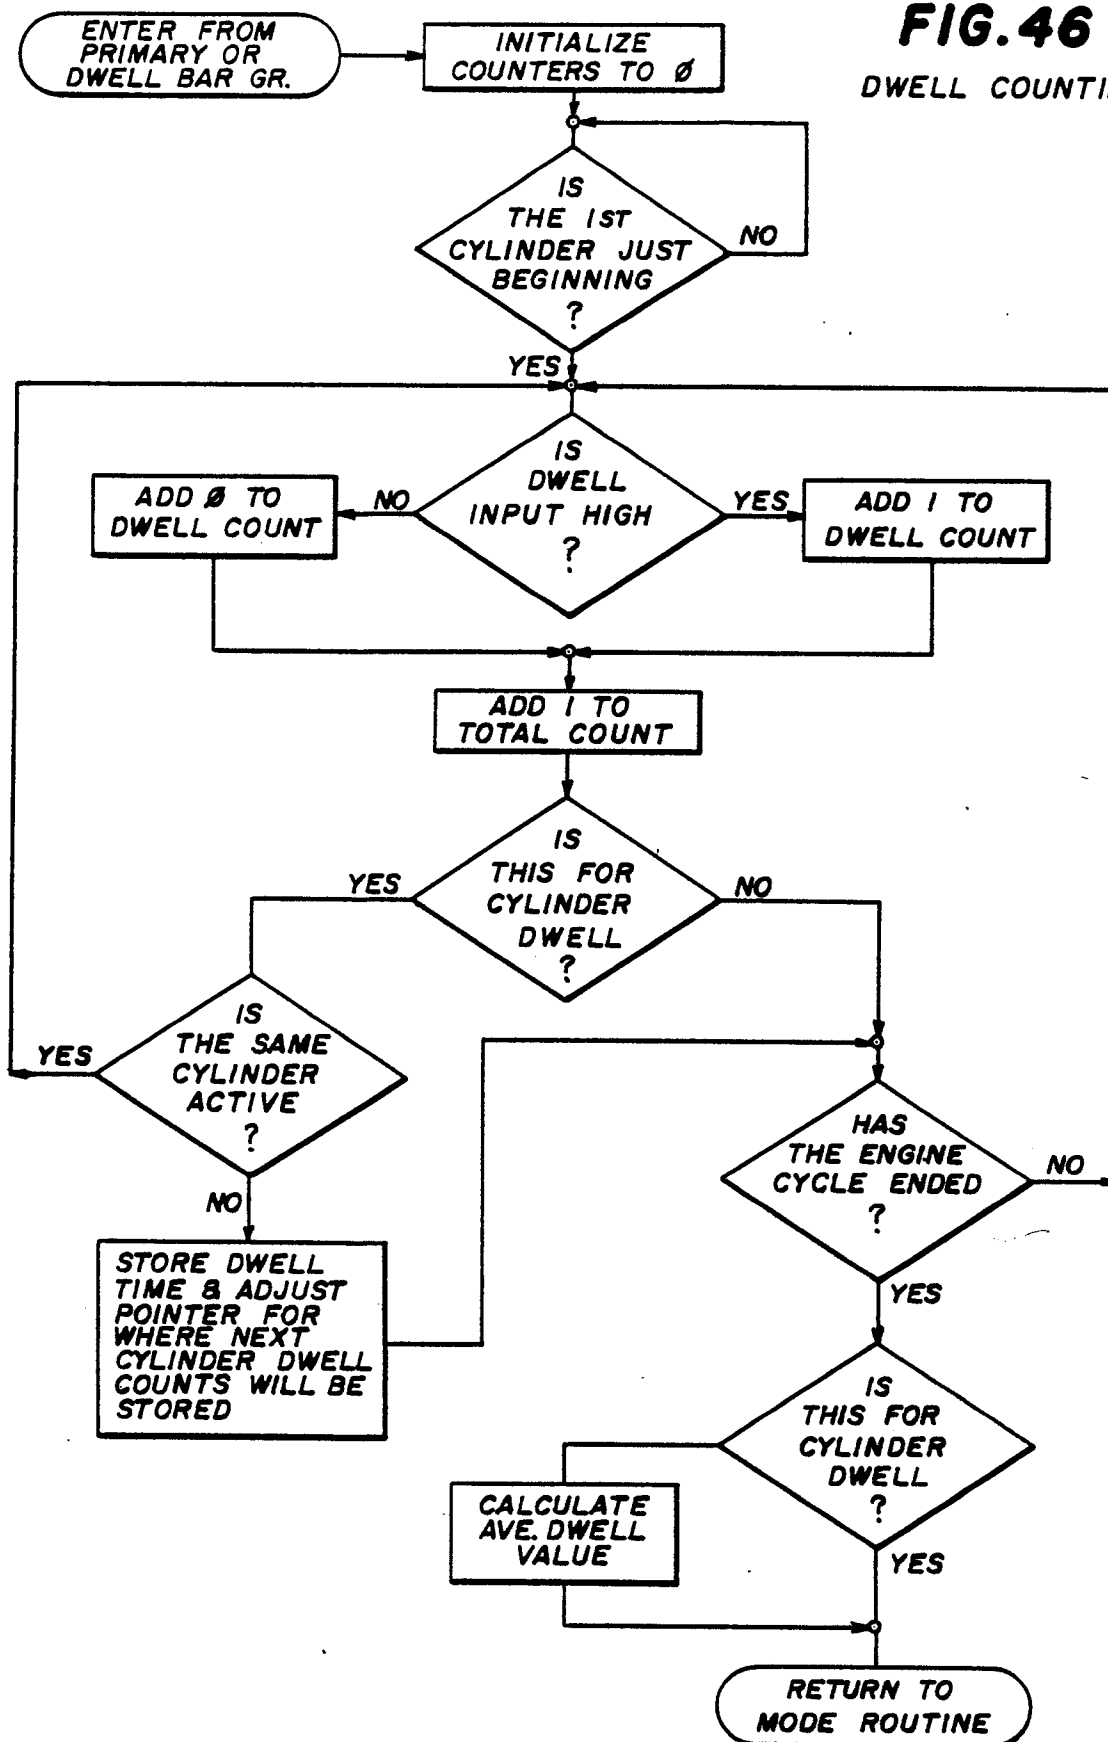 ENTER FROM
PRIMARY OR
DWELL BAR GR.
INITIALIZE
COUNTERS TO Ø
FIG.46
DWELL
IS
THE 1ST
CYLINDER JUST
BEGINNING
?
NO
YES
IS
DWELL
INPUT HIGH
?
NO
YES
ADD Ø TO
DWELL COUNT
ADD 1 TO
DWELL COUNT
ADD 1 TO
TOTAL COUNT
IS
THIS FOR
CYLINDER
DWELL
?
YES
NO
IS
THE SAME
CYLINDER
ACTIVE
?
YES
NO
HAS
THE ENGINE
CYCLE ENDED
?
NO
YES
STORE DWELL
TIME & ADJUST
POINTER FOR
WHERE NEXT
CYLINDER DWELL
COUNTS WILL BE
STORED
IS
THIS FOR
CYLINDER
DWELL
?
YES
CALCULATE
AVE. DWELL
VALUE
RETURN TO
MODE ROUTINE